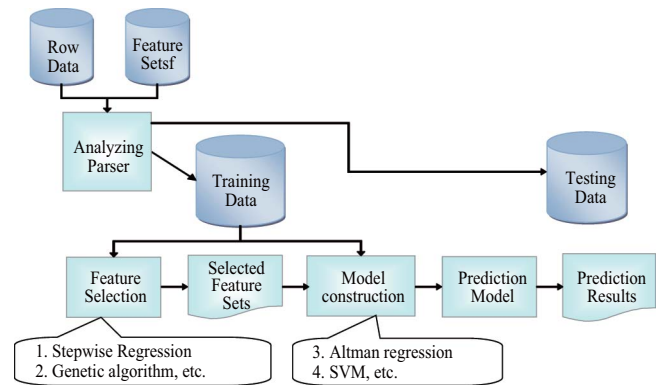 Row
Data
Feature
Setsf
Analyzing
Parser
Training
Data
Testing
Data
Feature
Selection
Selected
Feature
Sets
Model
construction
Prediction
Model
Prediction
Results
1. Stepwise Regression
2. Genetic algorithm, etc.
3. Altman regression
4. SVM, etc.